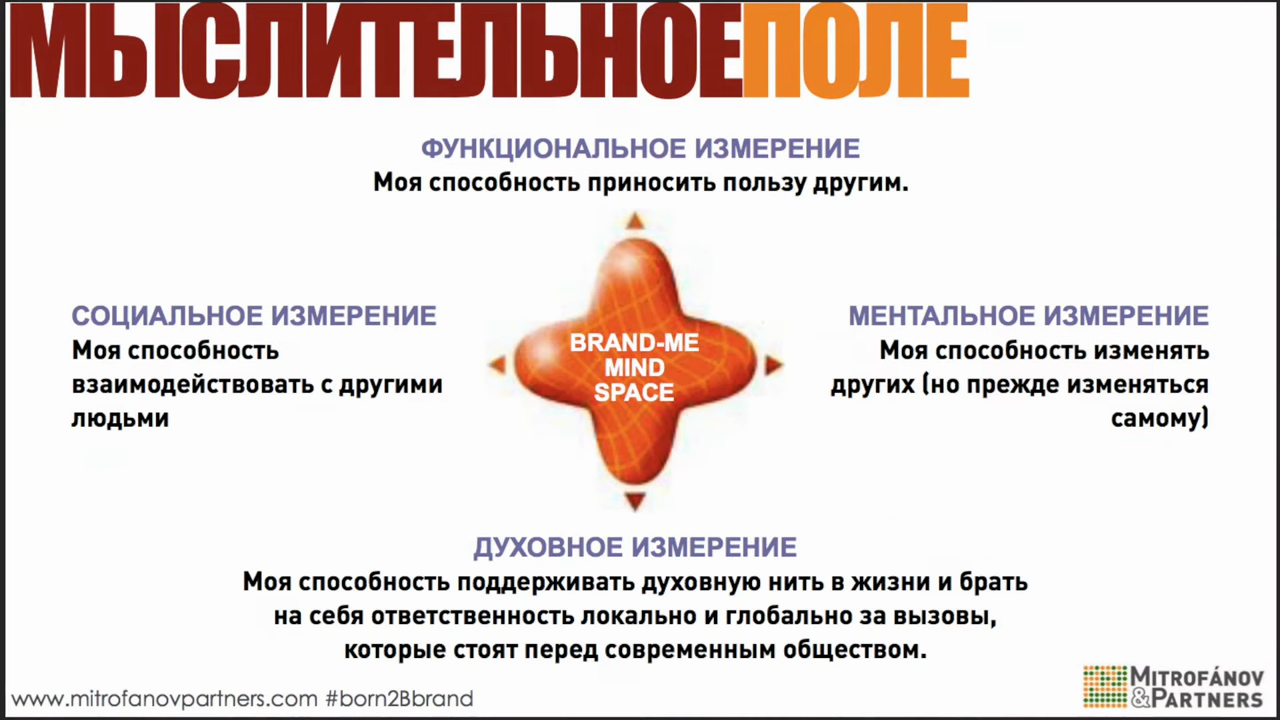 МЫСЛИТЕЛЬНОЕПОЛЕ
ФУНКЦИОНАЛЬНОЕ ИЗМЕРЕНИЕ
Моя способность приносить пользу другим.
СОЦИАЛЬНОЕ ИЗМЕРЕНИЕ
Моя способность
взаимодействовать с другими
людьми
BRAND-ME
MIND
SPACE
МЕНТАЛЬНОЕ ИЗМЕРЕНИЕ
Моя способность изменять
других (но прежде изменяться
самому)
ДУХОВНОЕ ИЗМЕРЕНИЕ
Моя способность поддерживать духовную нить в жизни и брать
на себя ответственность локально и глобально за вызовы,
которые стоят перед современным обществом.
www.mitrofanovpartners.com #born2Bbrand
MITROFÁNOV
&PARTNERS